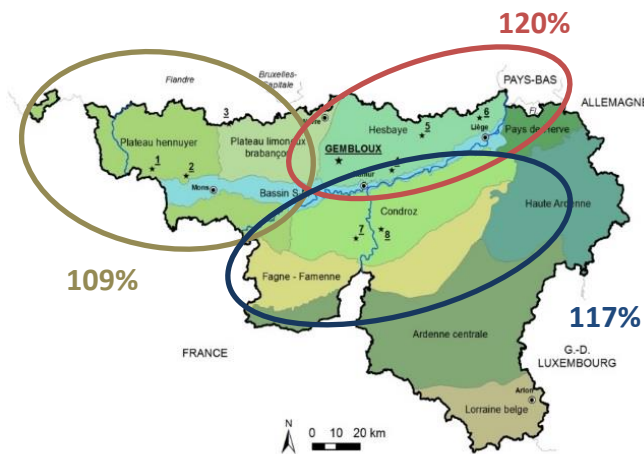 120%
Flandre
Bruxelles-
Capitale
PAYS-BAS
ALLEMAGNE
3
6
5
Hesbaye
Liège
Pays de Herve
Plateau hennuyer
Plateau limoneux
brabançon
GEMBLOUX
1
2
Mons
Bassin
Condroz
Haute Ardenne
7
8
109%
Fagne - Famenne
117%
FRANCE
Ardenne centrale
G.-D.
LUXEMBOURG
Arlon
Lorraine belge
N
0 10 20 km